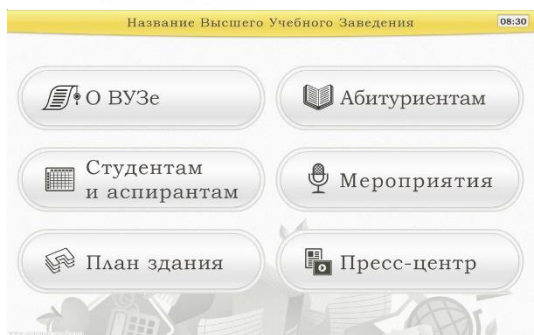 Название Высшего Учебного Заведения
08:30
О ВУЗе
Абитуриентам
Студентам
и аспирантам
Мероприятия
План здания
Пресс-центр